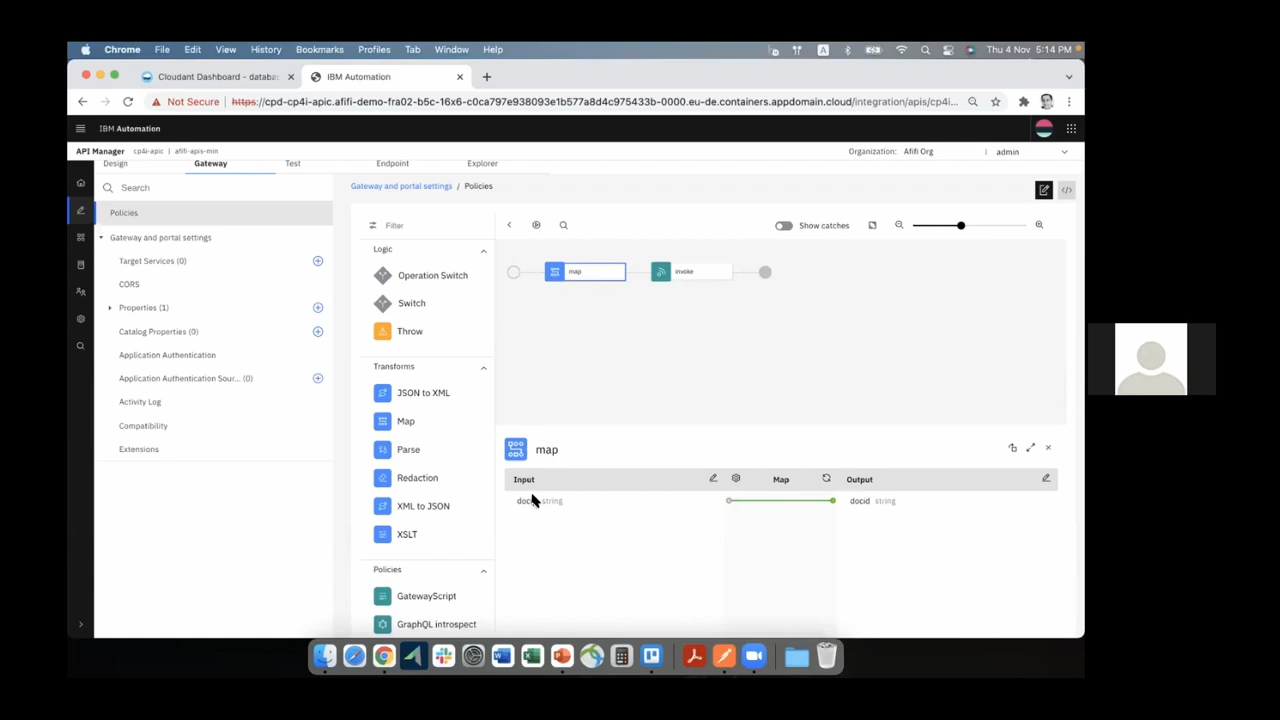 Chrome File Edit View History Bookmarks Profiles Tab Window Help A Thu 4 Nov 5:14 PM
Cloudant Dashboard - databa: IBM Automation
Not Secure https://cpd-cp4i-apic.afifi-demo-fra02-b5c-16x6-c0ca797e938093e1b577a8d4c975433b-0000.eu-de.containers.appdomain.cloud/integration/apis/cp4i...
IBM Automation
API Manager cp4i-apic afifi-apis-min Organization: Afifi Org admin
Design Gateway Test Endpoint Explorer
Search
Gateway and portal settings / Policies
Policies
Filter
Show catches
Gateway and portal settings
Target Services (0)
CORS
Properties (1)
Catalog Properties (0)
Application Authentication
Application Authentication Sour... (0)
Activity Log
Compatibility
Extensions
Logic
Operation Switch
Switch
Throw
Transforms
JSON to XML
Map
Parse
Redaction
XML to JSON
XSLT
Policies
GatewayScript
GraphQL introspect
map invoke
map
Input Map Output
string docid string